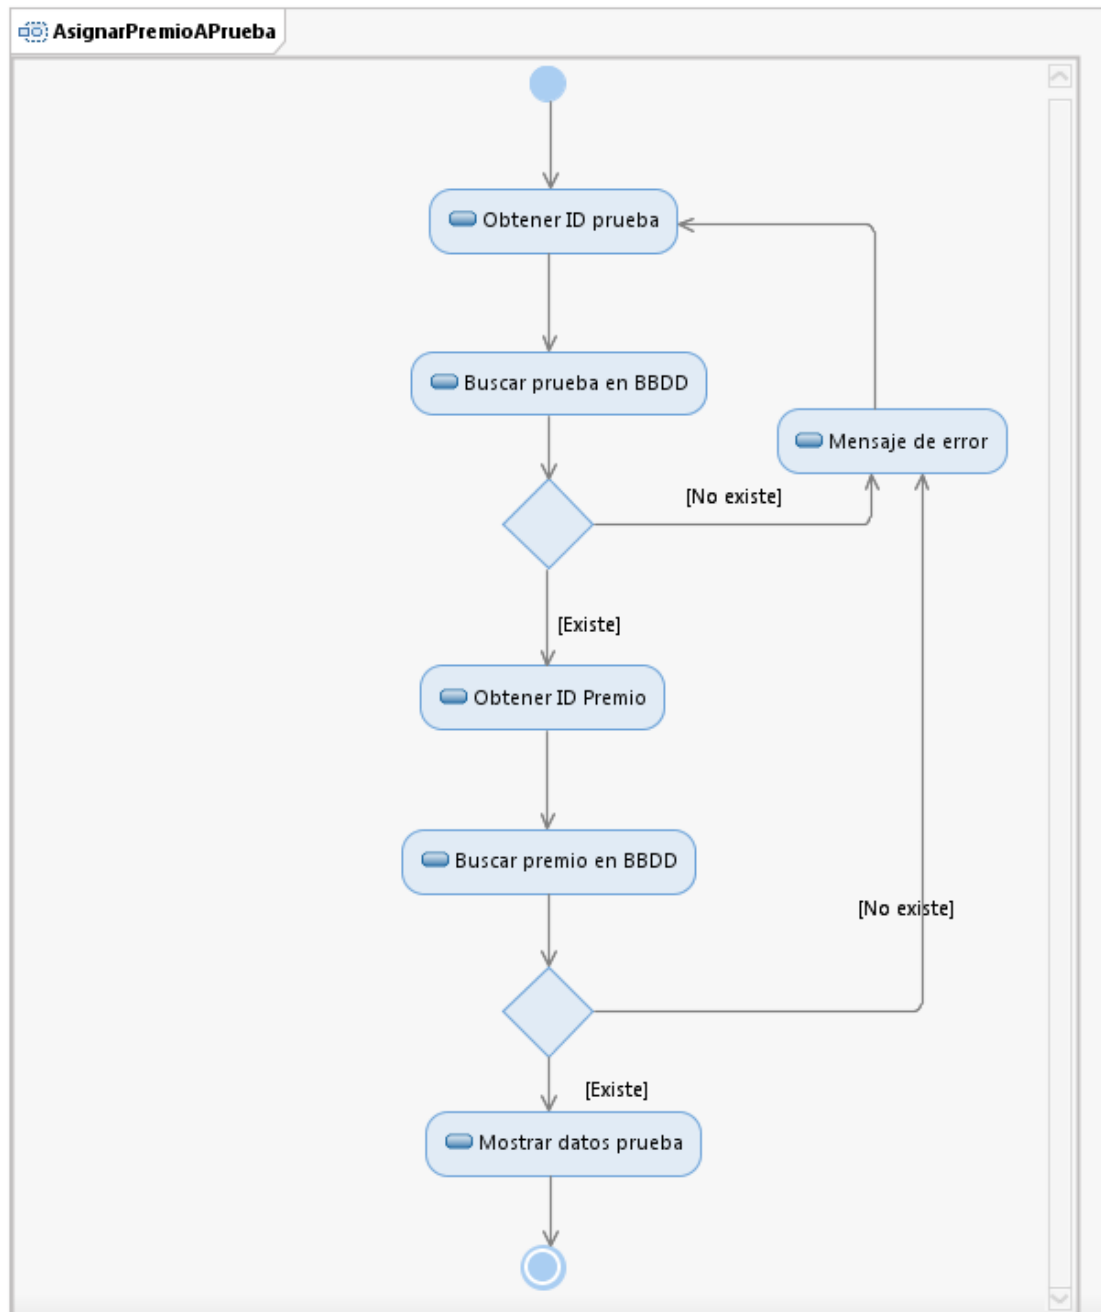 AsignarPremioAPrueba
Obtener ID prueba
Buscar prueba en BBDD
Mensaje de error
[No existe]
[Existe]
Obtener ID Premio
Buscar premio en BBDD
[No existe]
[Existe]
Mostrar datos prueba